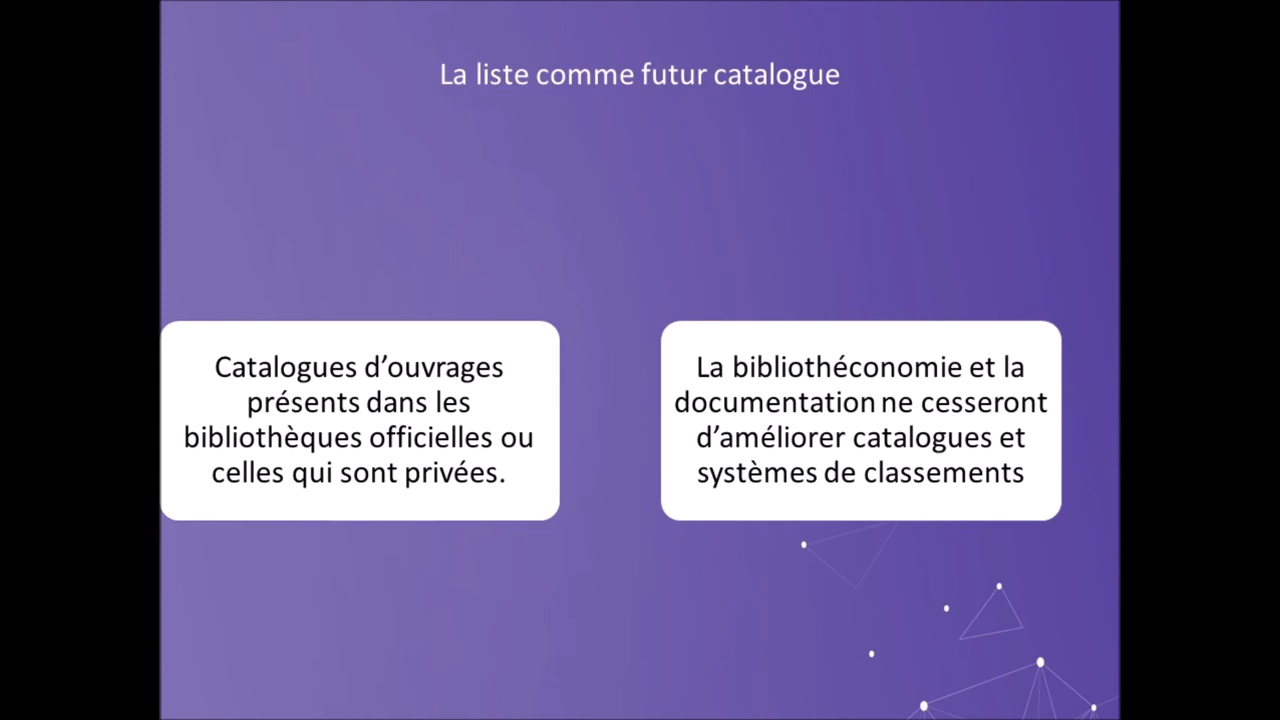 La liste comme futur catalogue
Catalogues d’ouvrages
présents dans les
bibliothèques officielles ou
celles qui sont privées.
La bibliothéconomie et la
documentation ne cesseront
d’améliorer catalogues et
systèmes de classements